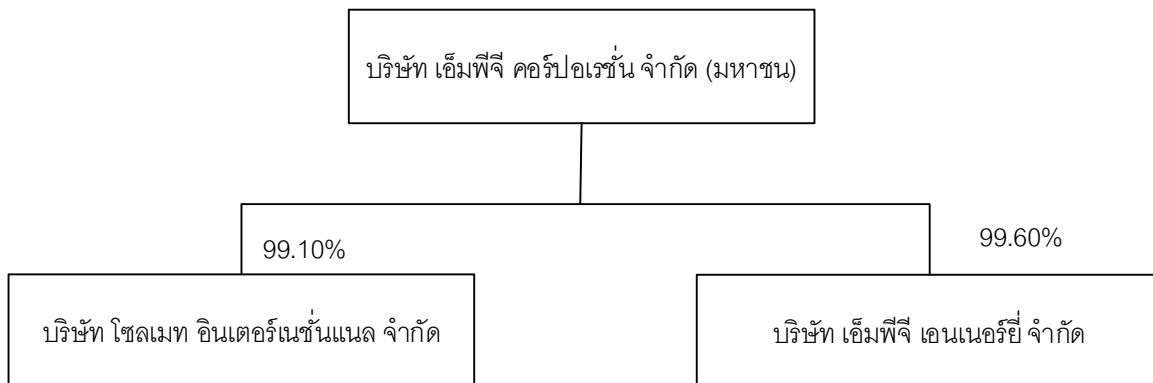 บริษัท เอ็มพีจี คอร์ปอเรชั่น จำกัด (มหาชน)
99.10%
99.60%
บริษัท โซลเมท อินเตอร์เนชั่นแนล จำกัด
บริษัท เอ็มพีจี เอนเนอร์ยี่ จำกัด